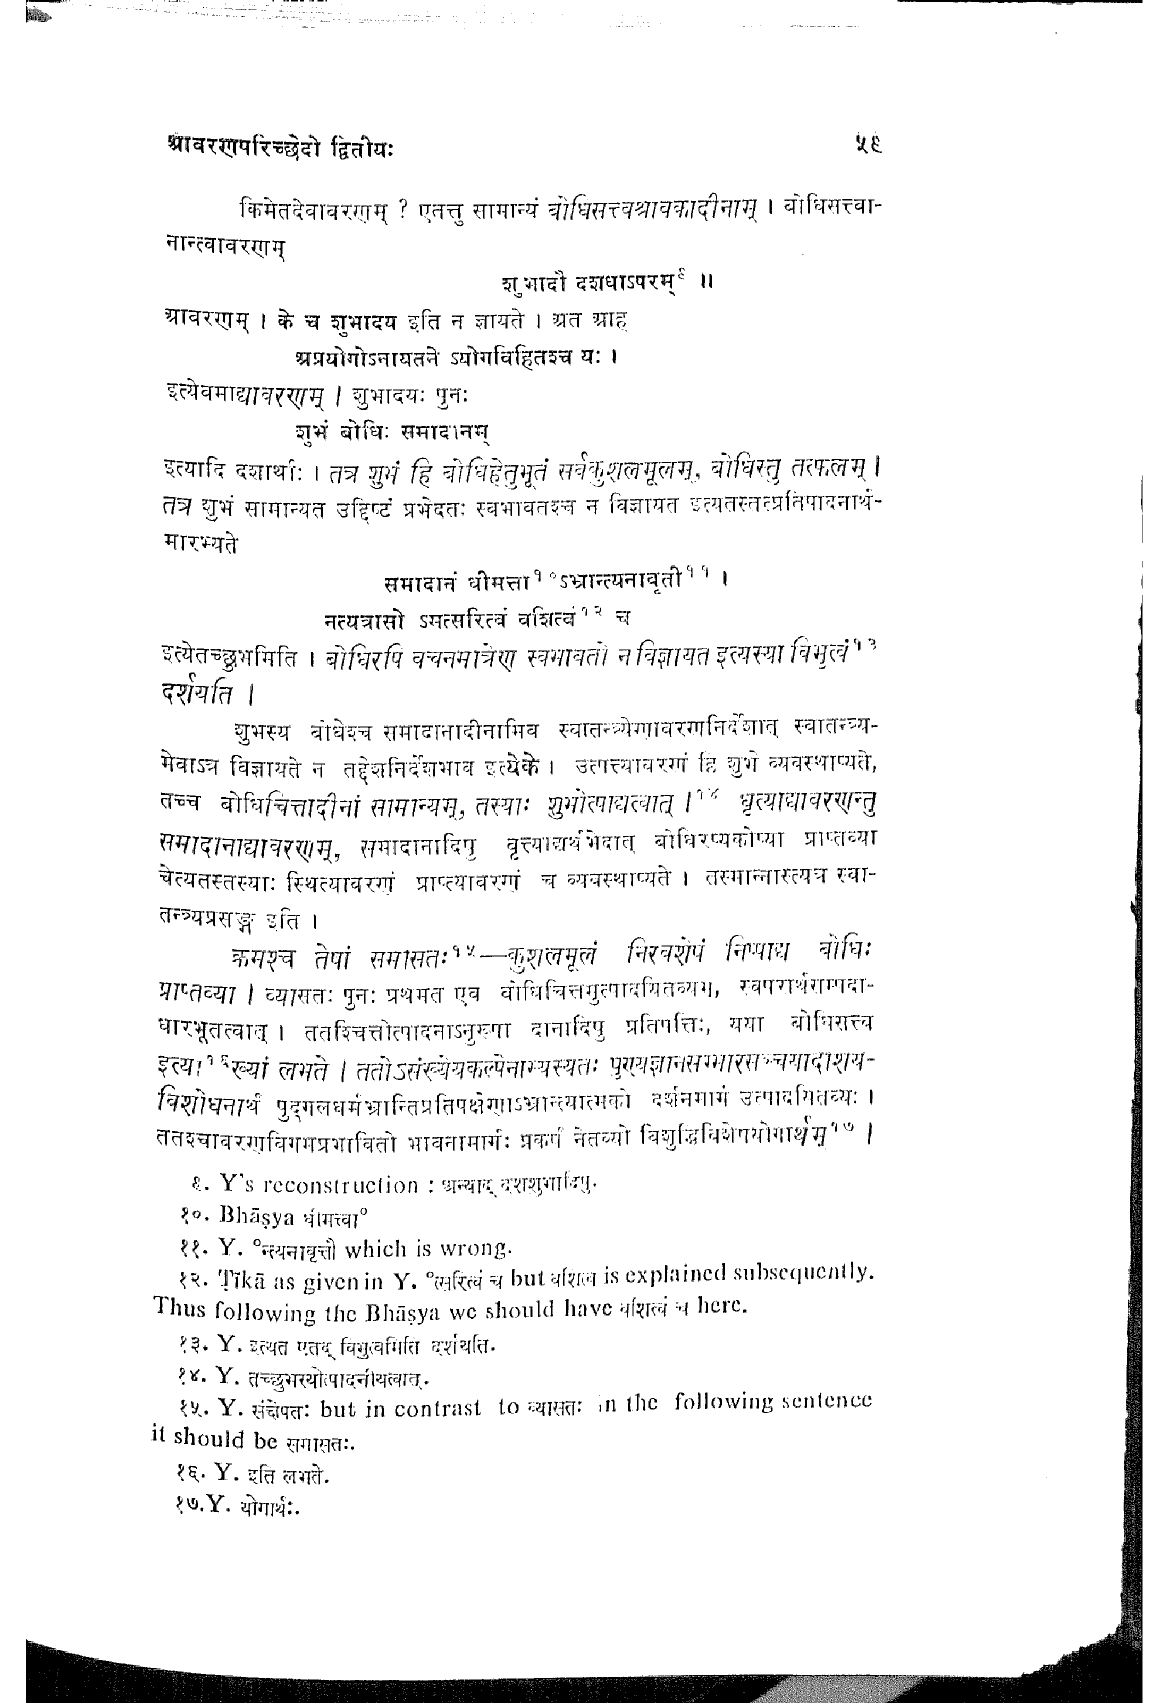 आवरणपरिच्छेदो द्वितीयः ५९
किमेतदेवावरणम् ? एतत्तु सामान्यं बोधिसत्त्वश्रावकादीनाम् । बोधिसत्त्वा-
नान्त्वावरणम्
शुभादौ दशधाऽपरम्९ ॥
आवरणम् । के च शुभादय इति न ज्ञायते । अत आह
अप्रयोगोऽनायतने ऽयोगविहितश्च यः ।
इत्येवमाद्यावरणम् । शुभादयः पुनः
शुभं बोधिः समादानम्
इत्यादि दशार्थाः । तत्र शुभं हि बोधिहेतुभूतं सर्वकुशलमूलम्, बोधिस्तु तत्फलम् ।
तत्र शुभं सामान्यत उद्दिष्टं प्रभेदतः स्वभावतश्च न विज्ञायत इत्यतस्तत्प्रतिपादनार्थ-
मारभ्यते
समादानं धीमत्ता१०ऽभ्रान्त्यनावृती११ ।
नत्यत्रासो ऽमत्सरित्वं वशित्वं१२ च
इत्येतच्छुभमिति । बोधिरपि वचनमात्रेण स्वभावतो न विज्ञायत इत्यस्या विभुत्वं१३
दर्शयति ।
शुभस्य बोधेश्च समादानादीनामिव स्वातन्त्र्येणावरणनिर्देशात् स्वातन्त्र्य-
मेवाऽत्र विज्ञायते न तद्देशनिर्देशभाव इत्येके । उत्पत्त्यावरणं हि शुभे व्यवस्थाप्यते,
तच्च बोधिचित्तादीनां सामान्यम्, तस्याः शुभोत्पाद्यत्वात् ।१४ धृत्याद्यावरणन्तु
समादानाद्यावरणम्, समादानादिषु वृत्त्याद्यर्थभेदात् बोधिरप्यकोप्या प्राप्तव्या
चेत्यतस्तस्याः स्थित्यावरणं प्राप्त्यावरणं च व्यवस्थाप्यते । तस्मान्नास्त्यत्र स्वा-
तन्त्र्यप्रसङ्ग इति ।
क्रमश्च तेषां समासतः१५—कुशलमूलं निरवशेषं निष्पाद्य बोधिः
प्राप्तव्या । व्यासतः पुनः प्रथमत एव बोधिचित्तमुत्पादयितव्यम्, स्वपरार्थसम्पदा-
धारभूतत्वात् । ततश्चित्तोत्पादनाऽनुरूपा दानादिषु प्रतिपत्तिः, यया बोधिसत्त्व
इत्या१६ख्यां लभते । ततोऽसंख्येयकल्पेनाभ्यस्यतः पुण्यज्ञानसम्भारसञ्चयादाशय-
विशोधनार्थं पुद्गलधर्मभ्रान्तिप्रतिपक्षेणाऽभ्रान्त्यात्मको दर्शनमार्ग उत्पादयितव्यः ।
ततश्चावरणविगमप्रभावितो भावनामार्गः प्रकर्षं नेतव्यो विशुद्धिविशेषयोगार्थम्१७ ।
९. Y's reconstruction : अन्याद् दशशुभादिषु.
१०. Bhāṣya धीमत्त्वा°
११. Y. °न्त्यनावृत्तौ which is wrong.
१२. Ṭīkā as given in Y. °त्सरित्वं च but वशित्व is explained subsequently.
Thus following the Bhāṣya we should have वशित्वं च here.
१३. Y. इत्यत एतद् विभुत्वमिति दर्शयति.
१४. Y. तच्छुभस्योत्पादनीयत्वात्.
१५. Y. संक्षेपतः but in contrast to व्यासतः in the following sentence
it should be समासतः.
१६. Y. इति लभते.
१७.Y. योगार्थः.